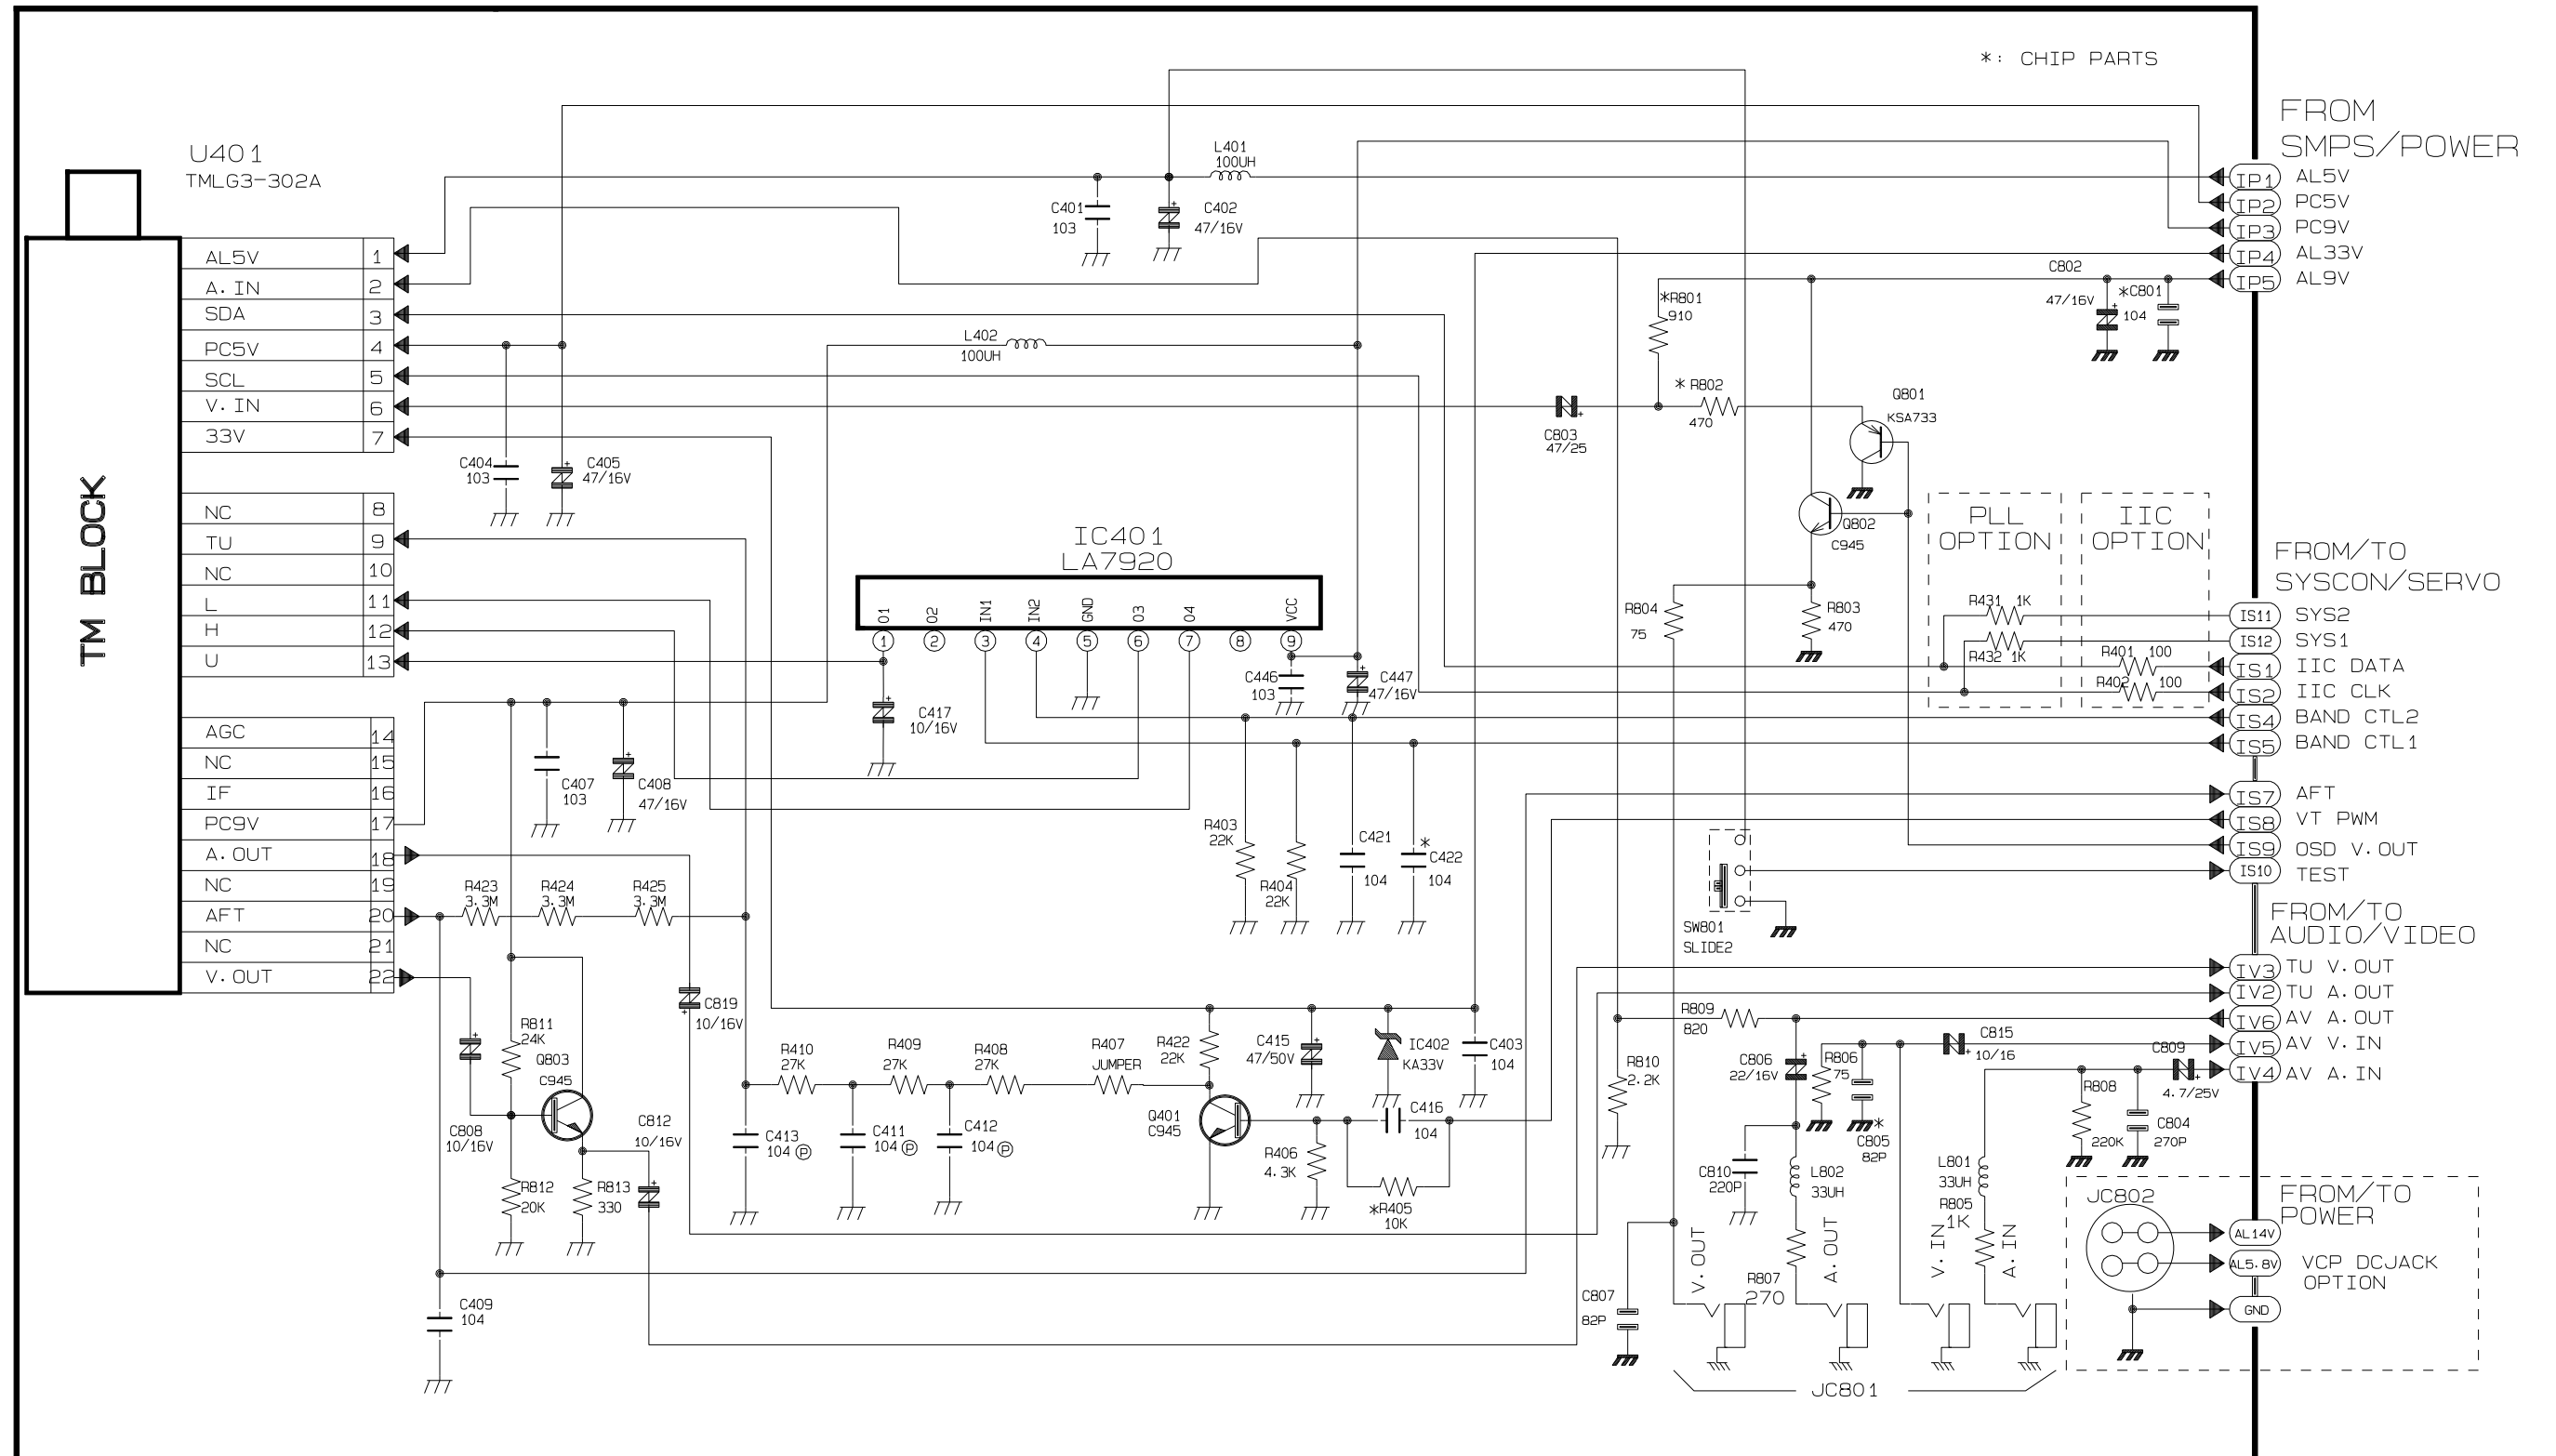 *: CHIP PARTS
FROM
SMPS/POWER
U401
TMLG3-302A
TM BLOCK
AL5V 1
A.IN 2
SDA 3
PC5V 4
SCL 5
V.IN 6
33V 7
NC 8
TU 9
NC 10
L 11
H 12
U 13
AGC 14
NC 15
IF 16
PC9V 17
A.OUT 18
NC 19
AFT 20
NC 21
V.OUT 22
L401
100UH
C401
103
+
C402
47/16V
IP1 AL5V
IP2 PC5V
IP3 PC9V
IP4 AL33V
IP5 AL9V
C802
47/16V
+
*C801
104
*R801
910
L402
100UH
*R802
470
Q801
KSA733
C803
47/25
+
C404
103
+
C405
47/16V
Q802
C945
PLL
OPTION
IIC
OPTION
IC401
LA7920
O1
O2
IN1
IN2
GND
O3
O4
VCC
1
2
3
4
5
6
7
8
9
R804
75
R803
470
R431 1K
R432 1K
R401 100
R402 100
FROM/TO
SYSCON/SERVO
IS11 SYS2
IS12 SYS1
IS1 IIC DATA
IS2 IIC CLK
IS4 BAND CTL2
IS5 BAND CTL1
IS7 AFT
IS8 VT PWM
IS9 OSD V.OUT
IS10 TEST
C446
103
+
C447
47/16V
+
C417
10/16V
C407
103
+
C408
47/16V
R403
22K
R404
22K
C421
104
*
C422
104
SW801
SLIDE2
R423
3.3M
R424
3.3M
R425
3.3M
FROM/TO
AUDIO/VIDEO
IV3 TU V.OUT
IV2 TU A.OUT
IV6 AV A.OUT
IV5 AV V.IN
IV4 AV A.IN
C819
+
10/16V
R811
24K
Q803
C945
+
C808
10/16V
R812
20K
R813
330
C812
10/16V
+
R410
27K
R409
27K
R408
27K
R407
JUMPER
R422
22K
C415
47/50V
+
IC402
KA33V
C403
104
C413
104 P
C411
104 P
C412
104 P
Q401
C945
R406
4.3K
C416
104
*R405
10K
R809
820
R810
2.2K
C806
22/16V
+
R806
75
*
C805
82P
C815
+
10/16
C809
+
4.7/25V
R808
220K
C804
270P
C810
220P
L802
33UH
L801
33UH
R805
1K
V.OUT
A.OUT
V.IN
A.IN
R807
270
C807
82P
C409
104
JC801
JC802
FROM/TO
POWER
AL14V
AL5.8V
GND
VCP DCJACK
OPTION